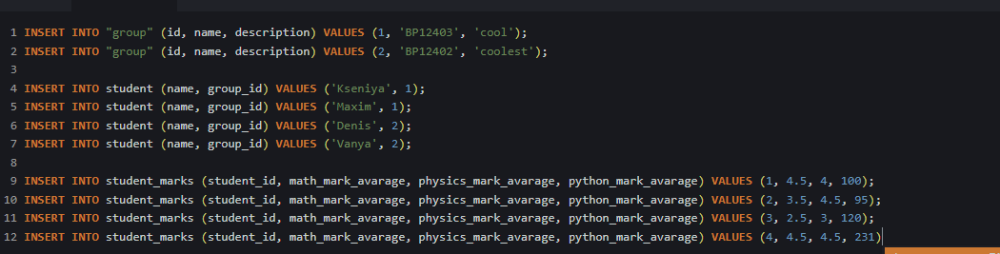 1 INSERT INTO "group" (id, name, description) VALUES (1, 'BP12403', 'cool');
2 INSERT INTO "group" (id, name, description) VALUES (2, 'BP12402', 'coolest');
3
4 INSERT INTO student (name, group_id) VALUES ('Kseniya', 1);
5 INSERT INTO student (name, group_id) VALUES ('Maxim', 1);
6 INSERT INTO student (name, group_id) VALUES ('Denis', 2);
7 INSERT INTO student (name, group_id) VALUES ('Vanya', 2);
8
9 INSERT INTO student_marks (student_id, math_mark_avarage, physics_mark_avarage, python_mark_avarage) VALUES (1, 4.5, 4, 100);
10 INSERT INTO student_marks (student_id, math_mark_avarage, physics_mark_avarage, python_mark_avarage) VALUES (2, 3.5, 4.5, 95);
11 INSERT INTO student_marks (student_id, math_mark_avarage, physics_mark_avarage, python_mark_avarage) VALUES (3, 2.5, 3, 120);
12 INSERT INTO student_marks (student_id, math_mark_avarage, physics_mark_avarage, python_mark_avarage) VALUES (4, 4.5, 4.5, 231)